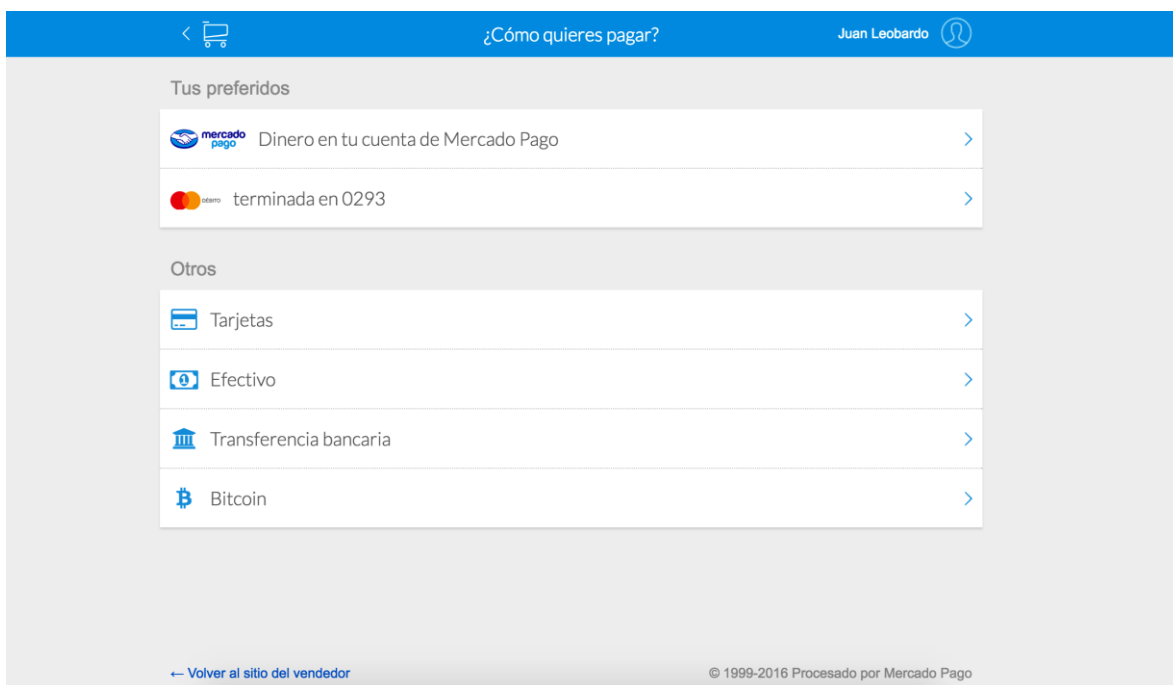 ¿Cómo quieres pagar?
Juan Leobardo
Tus preferidos
mercado pago Dinero en tu cuenta de Mercado Pago
DÉBITO terminada en 0293
Otros
Tarjetas
Efectivo
Transferencia bancaria
Bitcoin
← Volver al sitio del vendedor
© 1999-2016 Procesado por Mercado Pago